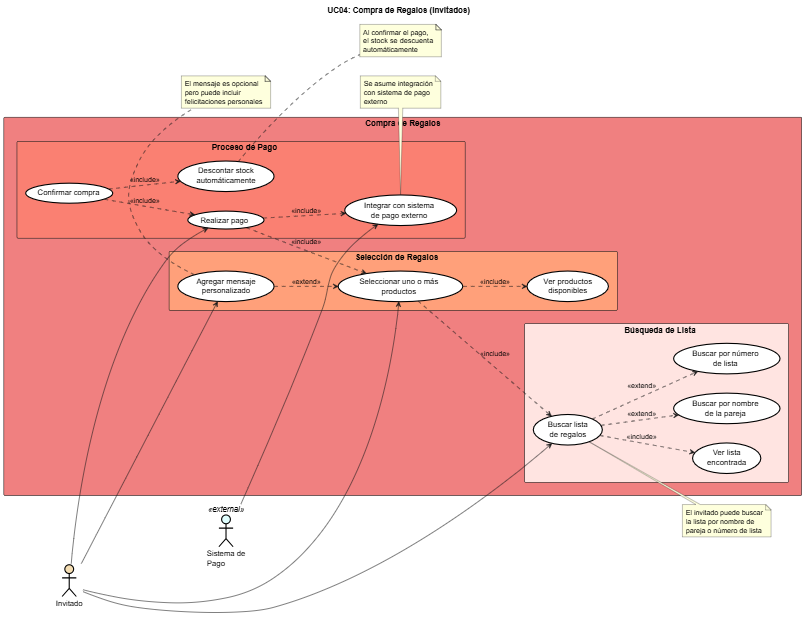 UC04: Compra de Regalos (Invitados)
Al confirmar el pago,
el stock se descuenta
automáticamente
El mensaje es opcional
pero puede incluir
felicitaciones personales
Se asume integración
con sistema de pago
externo
Compra de Regalos
Proceso de Pago
Descontar stock
automáticamente
Confirmar compra
«include»
«include»
Realizar pago
«include»
Integrar con sistema
de pago externo
«include»
Selección de Regalos
Agregar mensaje
personalizado
«extend»
Seleccionar uno o más
productos
«include»
Ver productos
disponibles
«include»
Búsqueda de Lista
Buscar por número
de lista
«extend»
Buscar por nombre
de la pareja
«extend»
Buscar lista
de regalos
«include»
Ver lista
encontrada
El invitado puede buscar
la lista por nombre de
pareja o número de lista
«external»
Sistema de
Pago
Invitado